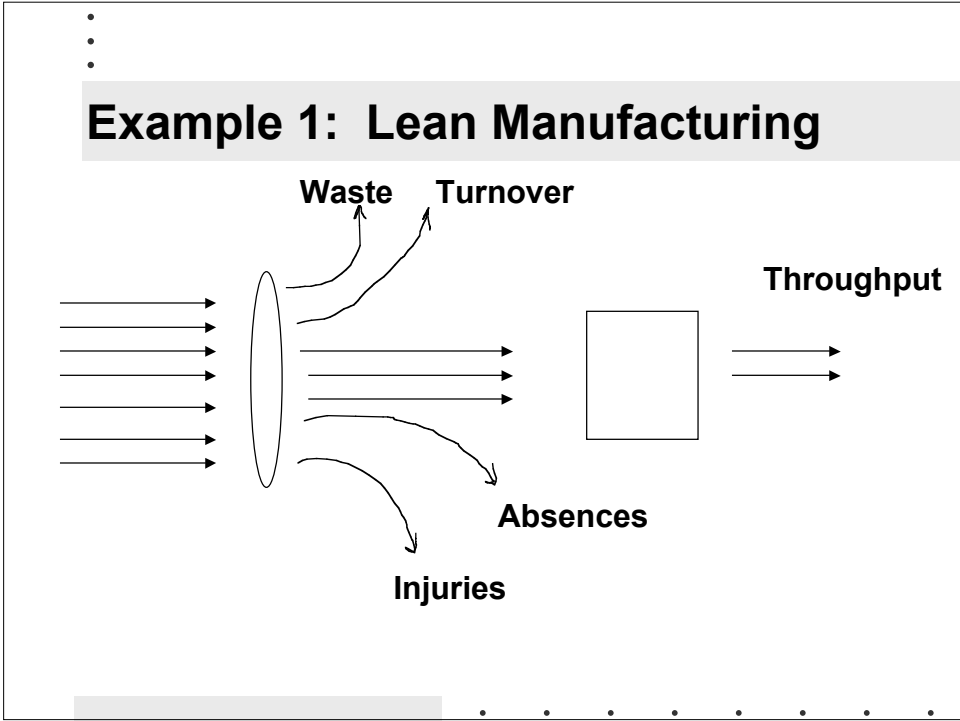 Example 1: Lean Manufacturing
Waste Turnover
Throughput
Absences
Injuries